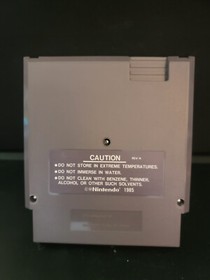 CAUTION
●DO NOT STORE IN EXTREME TEMPERATURES.
●DO NOT IMMERSE IN WATER.
●DO NOT CLEAN WITH BENZENE, THINNER,
ALCOHOL OR OTHER SUCH SOLVENTS.
Nintendo 1985